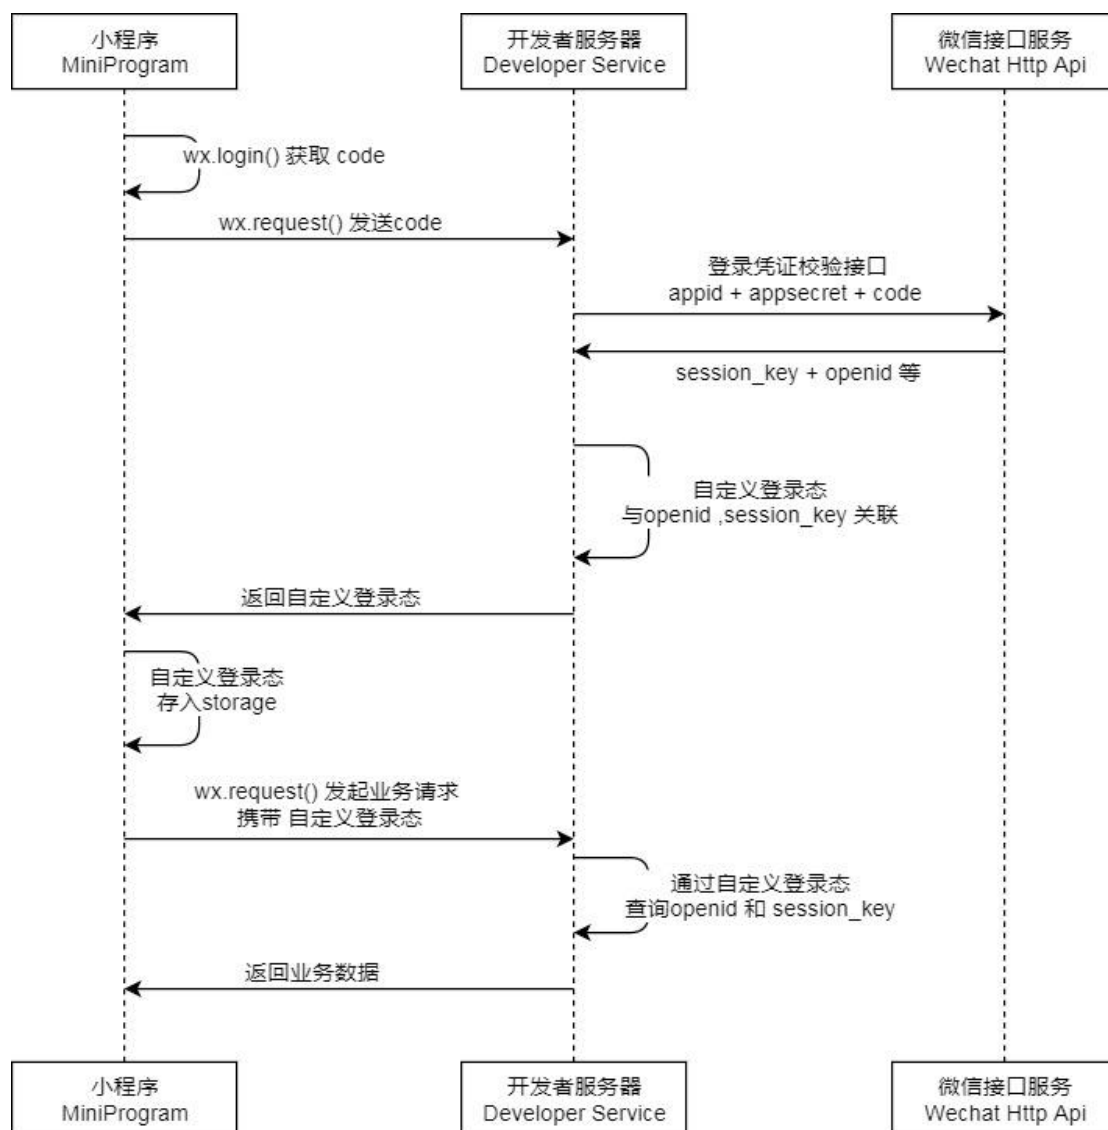 小程序
MiniProgram
开发者服务器
Developer Service
微信接口服务
Wechat Http Api
wx.login() 获取 code
wx.request() 发送code
登录凭证校验接口
appid + appsecret + code
session_key + openid 等
自定义登录态
与openid ,session_key 关联
返回自定义登录态
自定义登录态
存入storage
wx.request() 发起业务请求
携带 自定义登录态
通过自定义登录态
查询openid 和 session_key
返回业务数据
小程序
MiniProgram
开发者服务器
Developer Service
微信接口服务
Wechat Http Api